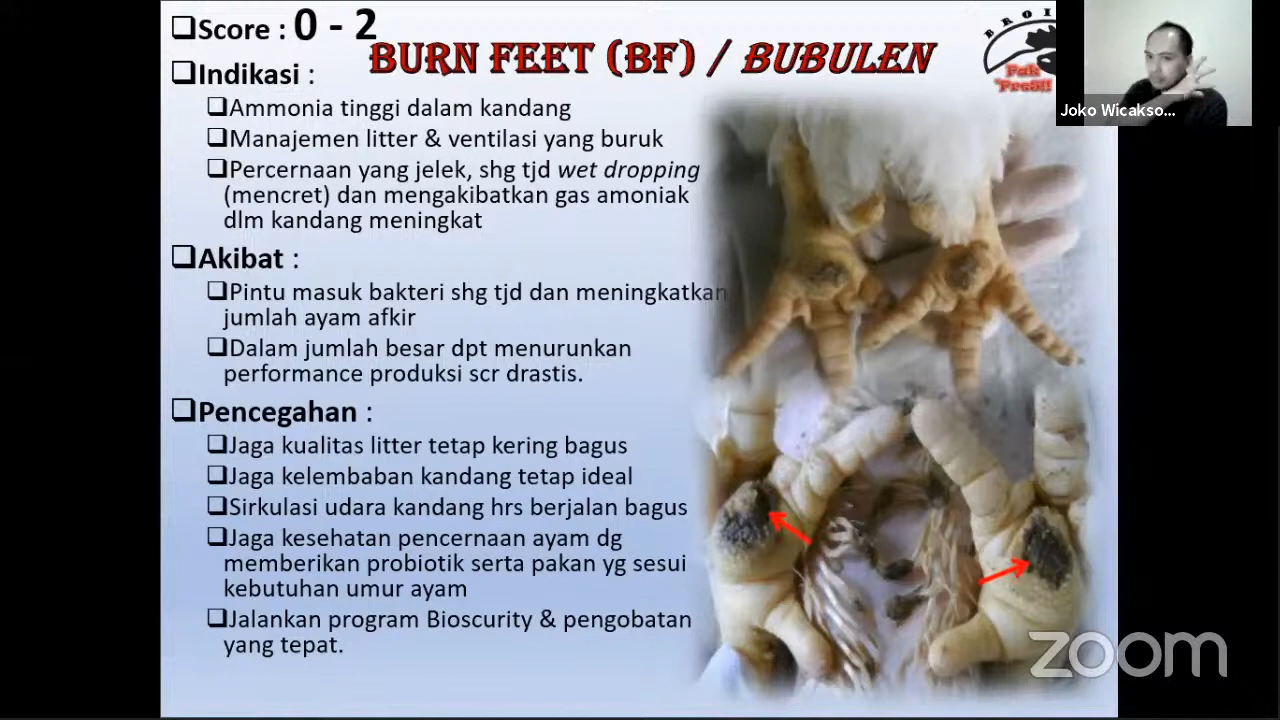 ❑Score : 0 - 2
BURN FEET (BF) / BUBULEN
BROI
Pak
"PreS!!
Joko Wicakso...
❑Indikasi :
❑Ammonia tinggi dalam kandang
❑Manajemen litter & ventilasi yang buruk
❑Percernaan yang jelek, shg tjd wet dropping
(mencret) dan mengakibatkan gas amoniak
dlm kandang meningkat
❑Akibat :
❑Pintu masuk bakteri shg tjd dan meningkatkan
jumlah ayam afkir
❑Dalam jumlah besar dpt menurunkan
performance produksi scr drastis.
❑Pencegahan :
❑Jaga kualitas litter tetap kering bagus
❑Jaga kelembaban kandang tetap ideal
❑Sirkulasi udara kandang hrs berjalan bagus
❑Jaga kesehatan pencernaan ayam dg
memberikan probiotik serta pakan yg sesui
kebutuhan umur ayam
❑Jalankan program Bioscurity & pengobatan
yang tepat.
zoom